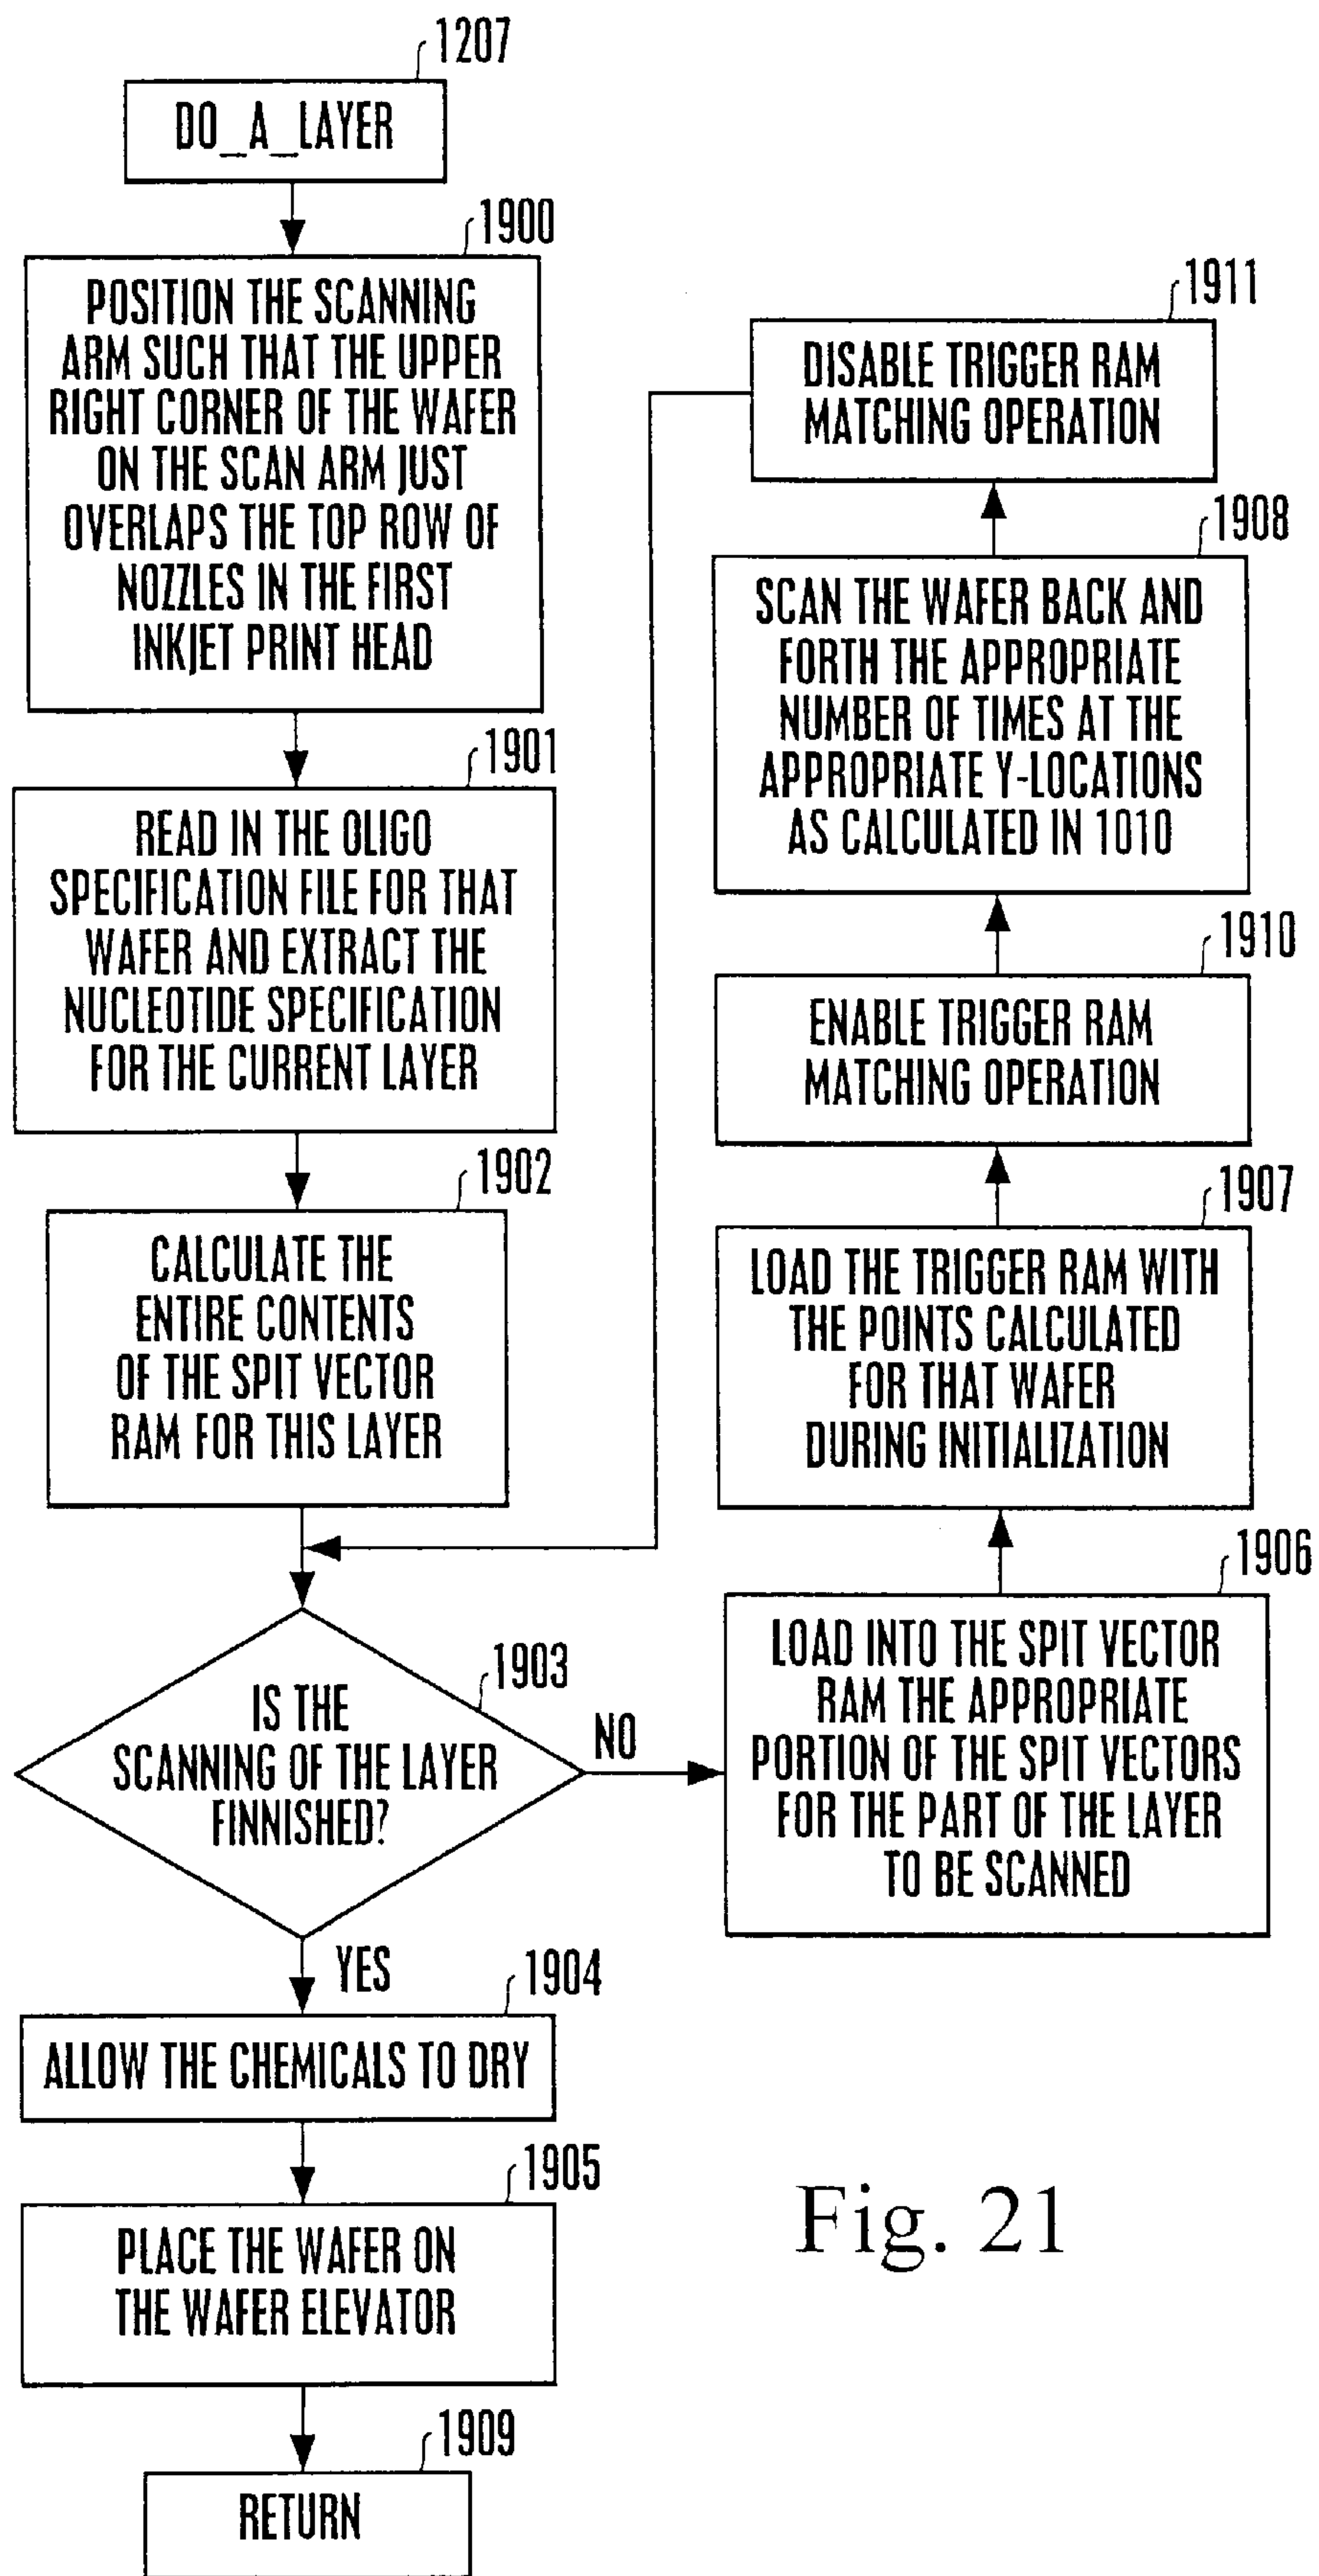 1207
DO_A_LAYER
1900
POSITION THE SCANNING
ARM SUCH THAT THE UPPER
RIGHT CORNER OF THE WAFER
ON THE SCAN ARM JUST
OVERLAPS THE TOP ROW OF
NOZZLES IN THE FIRST
INKJET PRINT HEAD
1901
READ IN THE OLIGO
SPECIFICATION FILE FOR THAT
WAFER AND EXTRACT THE
NUCLEOTIDE SPECIFICATION
FOR THE CURRENT LAYER
1902
CALCULATE THE
ENTIRE CONTENTS
OF THE SPIT VECTOR
RAM FOR THIS LAYER
1903
IS THE
SCANNING OF THE LAYER
FINNISHED?
NO
YES
1904
ALLOW THE CHEMICALS TO DRY
1905
PLACE THE WAFER ON
THE WAFER ELEVATOR
1909
RETURN
1911
DISABLE TRIGGER RAM
MATCHING OPERATION
1908
SCAN THE WAFER BACK AND
FORTH THE APPROPRIATE
NUMBER OF TIMES AT THE
APPROPRIATE Y-LOCATIONS
AS CALCULATED IN 1010
1910
ENABLE TRIGGER RAM
MATCHING OPERATION
1907
LOAD THE TRIGGER RAM WITH
THE POINTS CALCULATED
FOR THAT WAFER
DURING INITIALIZATION
1906
LOAD INTO THE SPIT VECTOR
RAM THE APPROPRIATE
PORTION OF THE SPIT VECTORS
FOR THE PART OF THE LAYER
TO BE SCANNED
Fig. 21